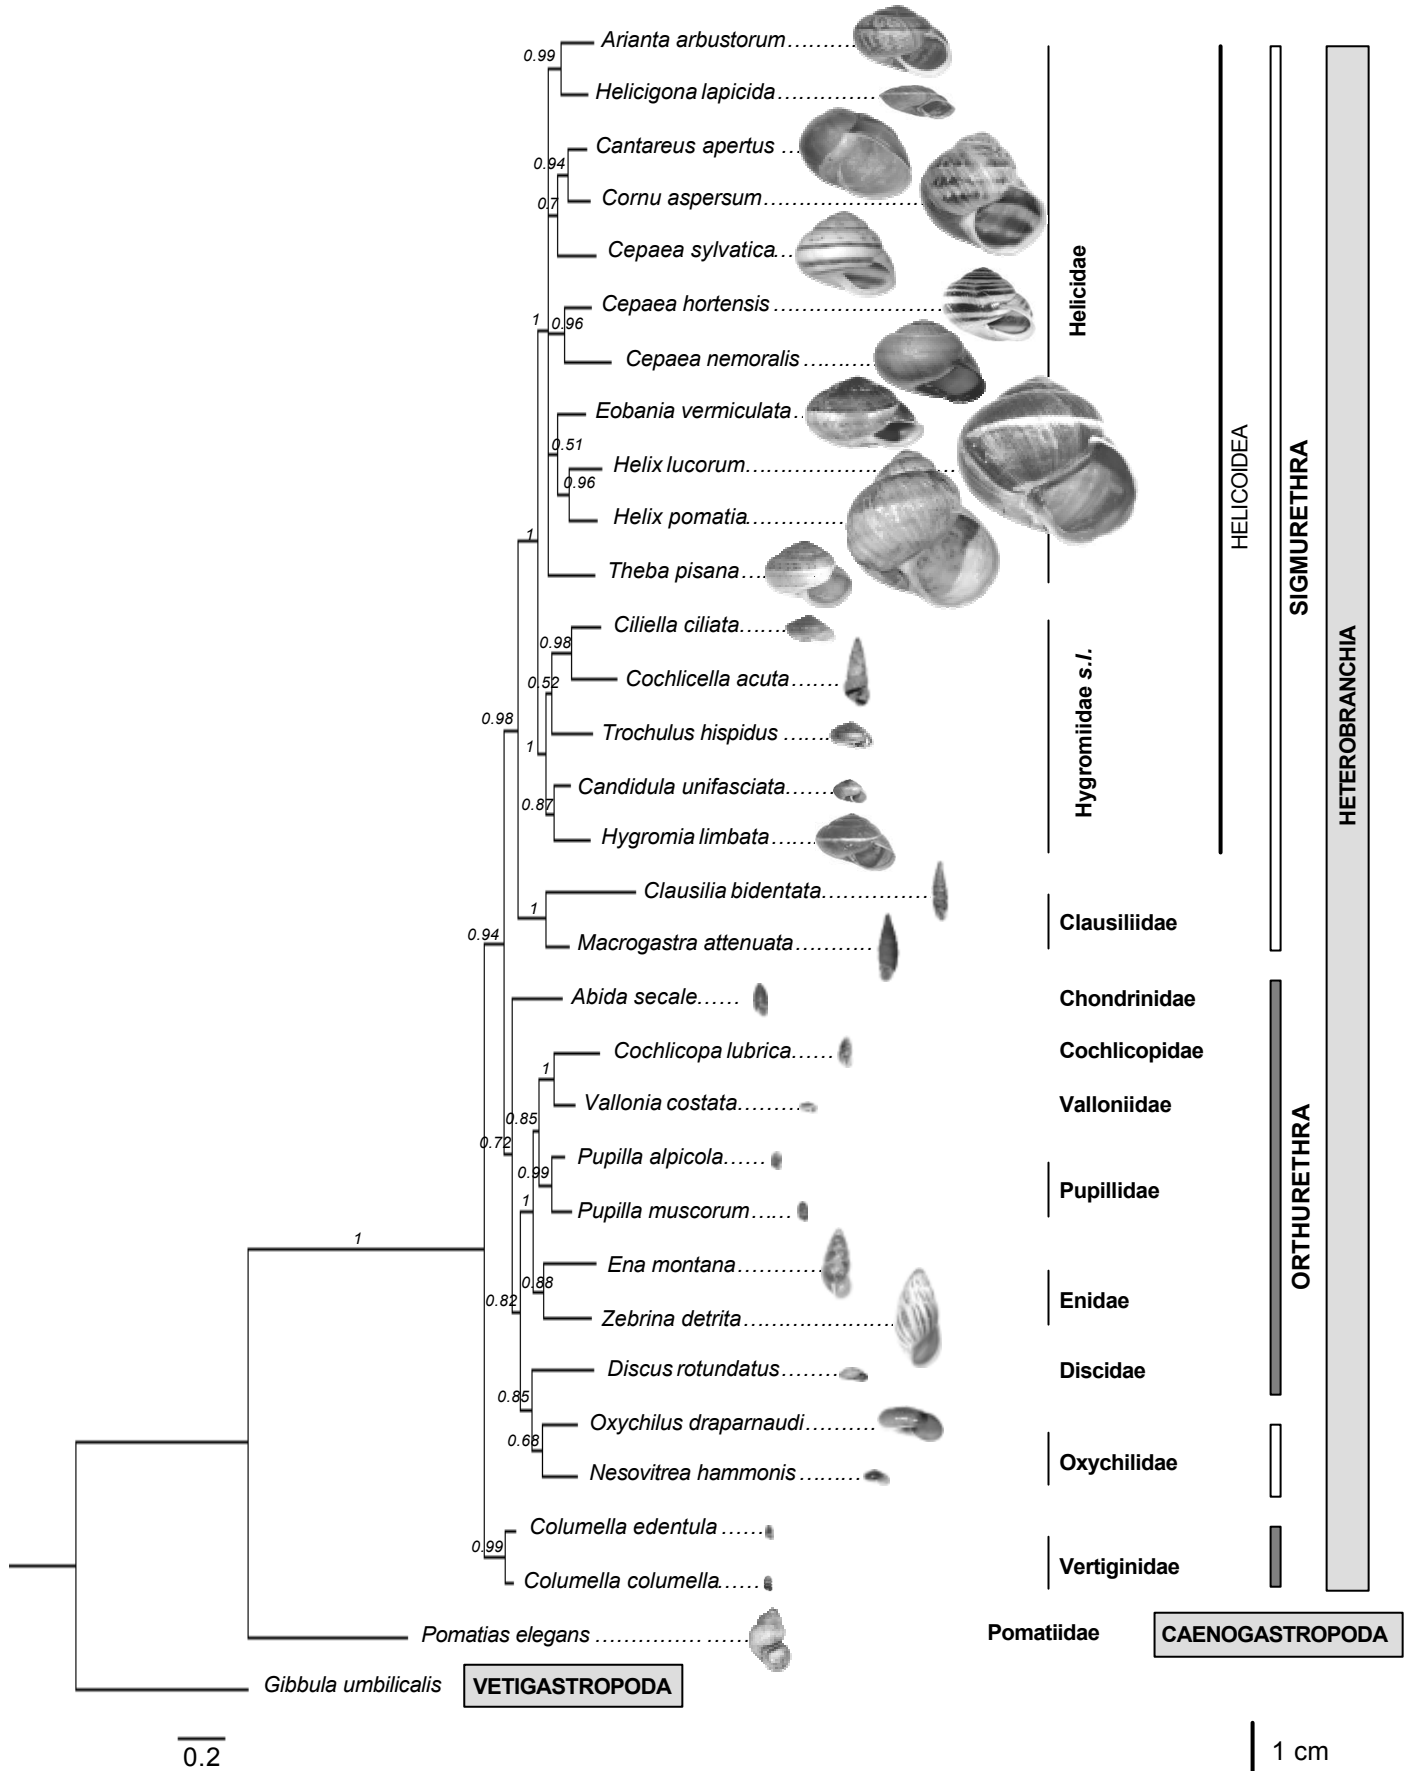 Arianta arbustorum
0.99
Helicigona lapicida
Cantareus apertus
0.94
Cornu aspersum
0.7
Cepaea sylvatica
Helicidae
Cepaea hortensis
1
0.96
Cepaea nemoralis
Eobania vermiculata
0.51
HELICOIDEA
Helix lucorum
0.96
Helix pomatia
SIGMURETHRA
1
Theba pisana
Ciliella ciliata
0.98
Cochlicella acuta
0.52
Hygromiidae s.l.
HETEROBRANCHIA
0.98
Trochulus hispidus
1
Candidula unifasciata
0.87
Hygromia limbata
Clausilia bidentata
1
Clausiliidae
0.94
Macrogastra attenuata
Abida secale
Chondrinidae
Cochlicopa lubrica
Cochlicopidae
1
Vallonia costata
Valloniidae
0.85
0.72
Pupilla alpicola
0.99
Pupillidae
1
Pupilla muscorum
ORTHURETHRA
1
Ena montana
0.88
0.82
Enidae
Zebrina detrita
Discus rotundatus
Discidae
0.85
Oxychilus draparnaudi
0.68
Oxychilidae
Nesovitrea hammonis
Columella edentula
0.99
Vertiginidae
Columella columella
Pomatias elegans
Pomatiidae
CAENOGASTROPODA
Gibbula umbilicalis
VETIGASTROPODA
0.2
1 cm